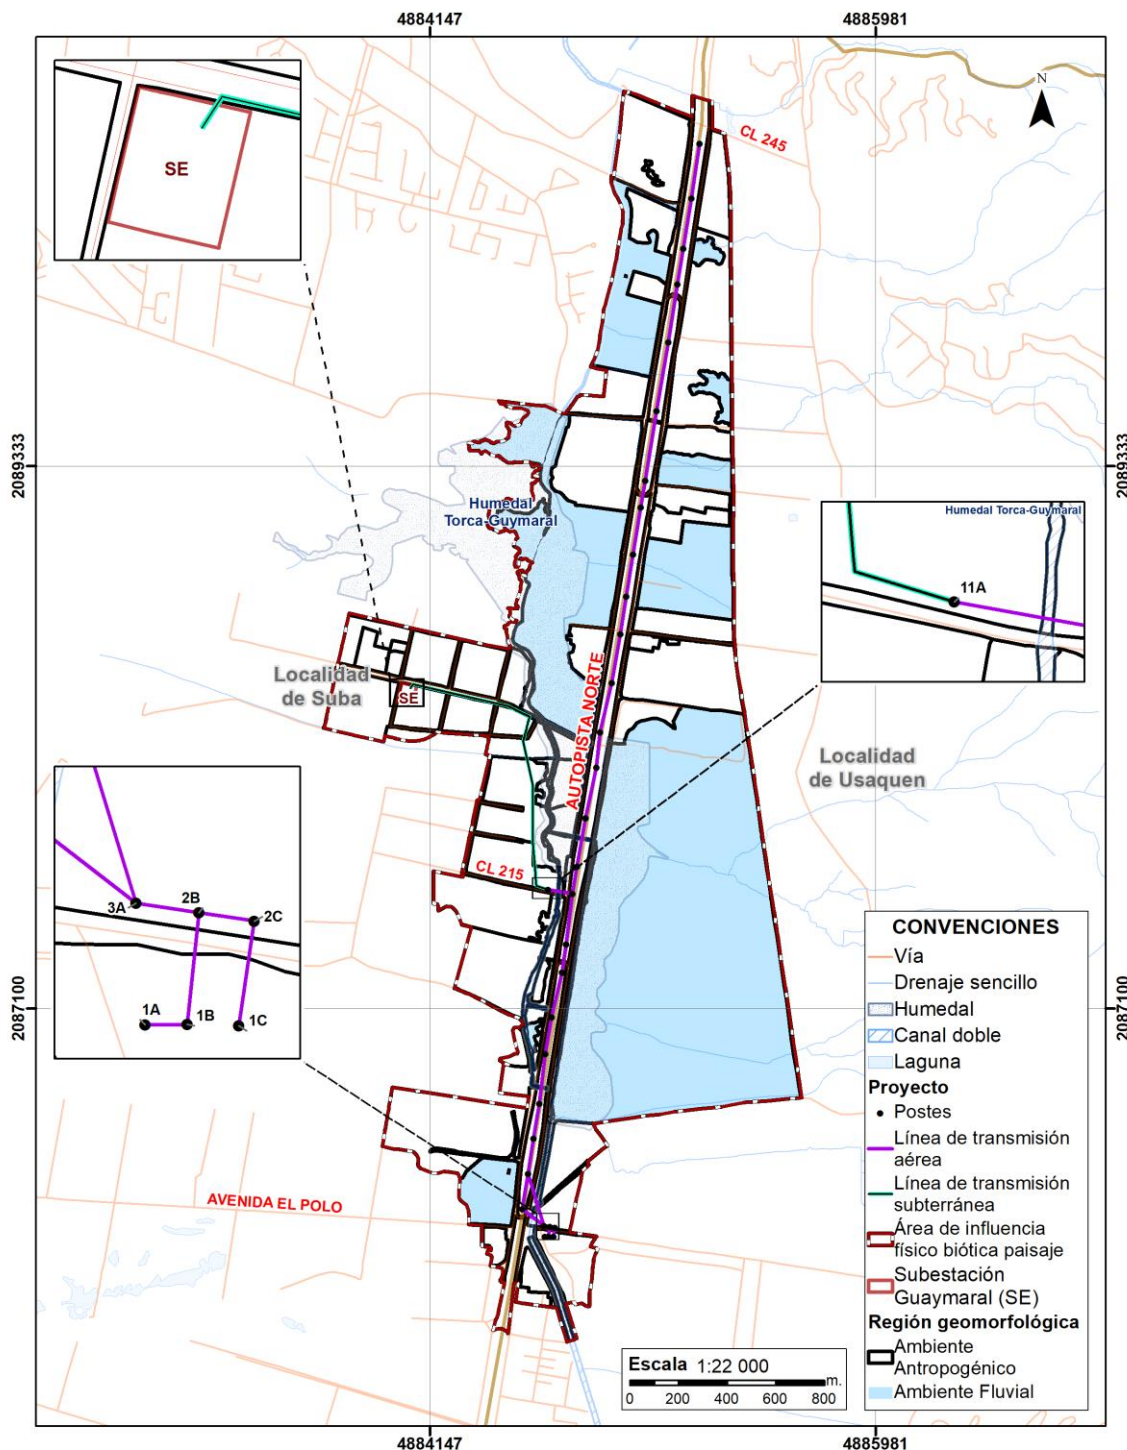 4884147
4885981
N
CL 245
SE
2089333
2089333
Humedal
Torca-Guymaral
Humedal Torca-Guymaral
11A
Localidad
de Suba
SE
AUTOPISTA NORTE
Localidad
de Usaquen
CL 215
3A
2B
2C
1A
1B
1C
2087100
2087100
AVENIDA EL POLO
CONVENCIONES
Vía
Drenaje sencillo
Humedal
Canal doble
Laguna
Proyecto
Postes
Línea de transmisión
aérea
Línea de transmisión
subterránea
Área de influencia
físico biótica paisaje
Subestación
Guaymaral (SE)
Región geomorfológica
Ambiente
Antropogénico
Ambiente Fluvial
Escala 1:22 000
m.
0 200 400 600 800
4884147
4885981